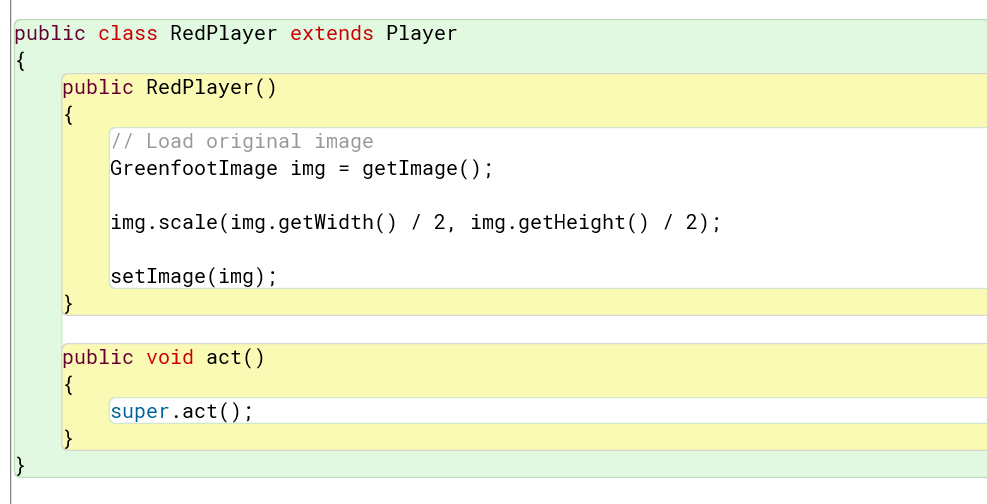 public class RedPlayer extends Player
{
    public RedPlayer()
    {
        // Load original image
        GreenfootImage img = getImage();

        img.scale(img.getWidth() / 2, img.getHeight() / 2);

        setImage(img);
    }

    public void act()
    {
        super.act();
    }
}